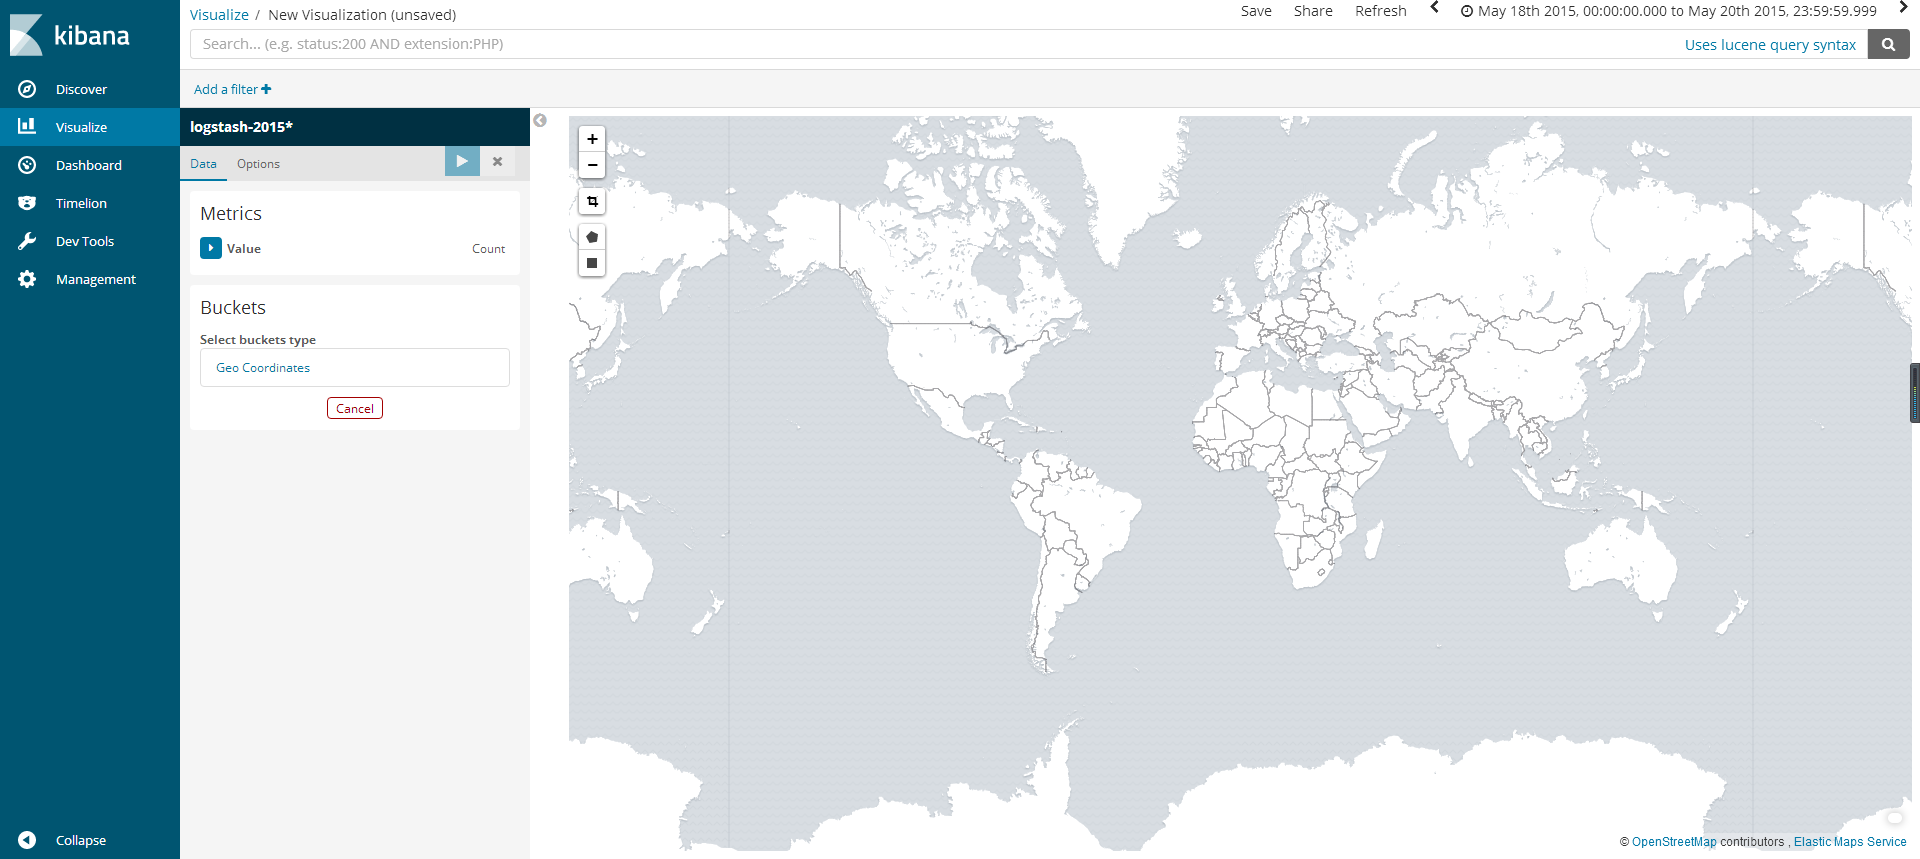 kibana
Discover
Visualize
Dashboard
Timelion
Dev Tools
Management
Collapse
Visualize / New Visualization (unsaved)
Save Share Refresh May 18th 2015, 00:00:00.000 to May 20th 2015, 23:59:59.999
Search... (e.g. status:200 AND extension:PHP) Uses lucene query syntax
Add a filter +
logstash-2015*
Data Options
Metrics
Value Count
Buckets
Select buckets type
Geo Coordinates
Cancel
+
−
© OpenStreetMap contributors , Elastic Maps Service